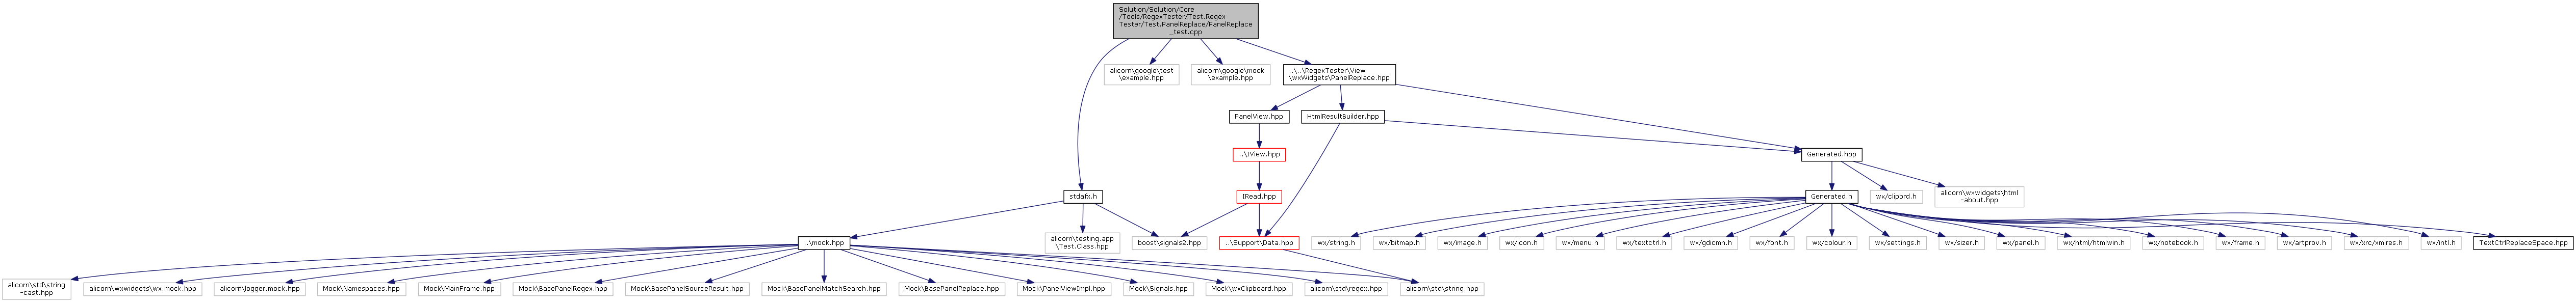 Solution/Solution/Core
/Tools/RegexTester/Test.Regex
Tester/Test.PanelReplace/PanelReplace
_test.cpp
alicorn\google\test
\example.hpp
alicorn\google\mock
\example.hpp
..\..\RegexTester\View
\wxWidgets\PanelReplace.hpp
PanelView.hpp
HtmlResultBuilder.hpp
..\IView.hpp
Generated.hpp
stdafx.h
IRead.hpp
Generated.h
wx/clipbrd.h
alicorn\wxwidgets\html
-about.hpp
..\mock.hpp
alicorn\testing.app
\Test.Class.hpp
boost\signals2.hpp
..\Support\Data.hpp
wx/string.h
wx/bitmap.h
wx/image.h
wx/icon.h
wx/menu.h
wx/textctrl.h
wx/gdicmn.h
wx/font.h
wx/colour.h
wx/settings.h
wx/sizer.h
wx/panel.h
wx/html/htmlwin.h
wx/notebook.h
wx/frame.h
wx/artprov.h
wx/xrc/xmlres.h
wx/intl.h
TextCtrlReplaceSpace.hpp
alicorn\std\string
-cast.hpp
alicorn\wxwidgets\wx.mock.hpp
alicorn\logger.mock.hpp
Mock\Namespaces.hpp
Mock\MainFrame.hpp
Mock\BasePanelRegex.hpp
Mock\BasePanelSourceResult.hpp
Mock\BasePanelMatchSearch.hpp
Mock\BasePanelReplace.hpp
Mock\PanelViewImpl.hpp
Mock\Signals.hpp
Mock\wxClipboard.hpp
alicorn\std\regex.hpp
alicorn\std\string.hpp